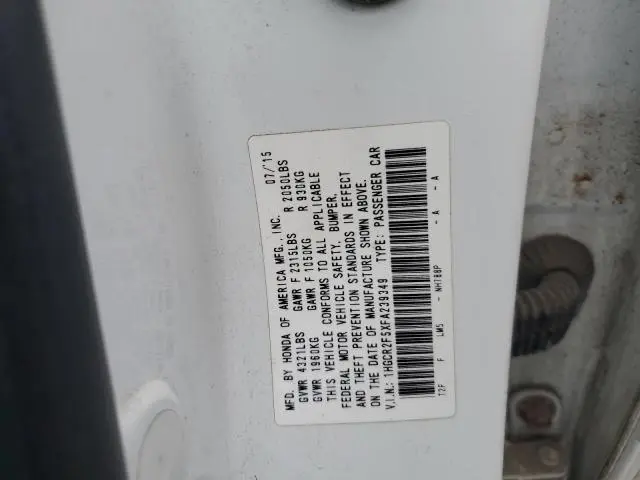 MFD. BY HONDA OF AMERICA MFG., INC. 07/'15
GVWR 4321LBS GAWR F 2315LBS R 2050LBS
GVWR 1960KG GAWR F 1050KG R 930KG
THIS VEHICLE CONFORMS TO ALL APPLICABLE
FEDERAL MOTOR VEHICLE SAFETY, BUMPER,
AND THEFT PREVENTION STANDARDS IN EFFECT
ON THE DATE OF MANUFACTURE SHOWN ABOVE.
V.I.N.: 1HGCR2F5XFA239349 TYPE: PASSENGER CAR
T2F F LM5 - NH788P - A - A